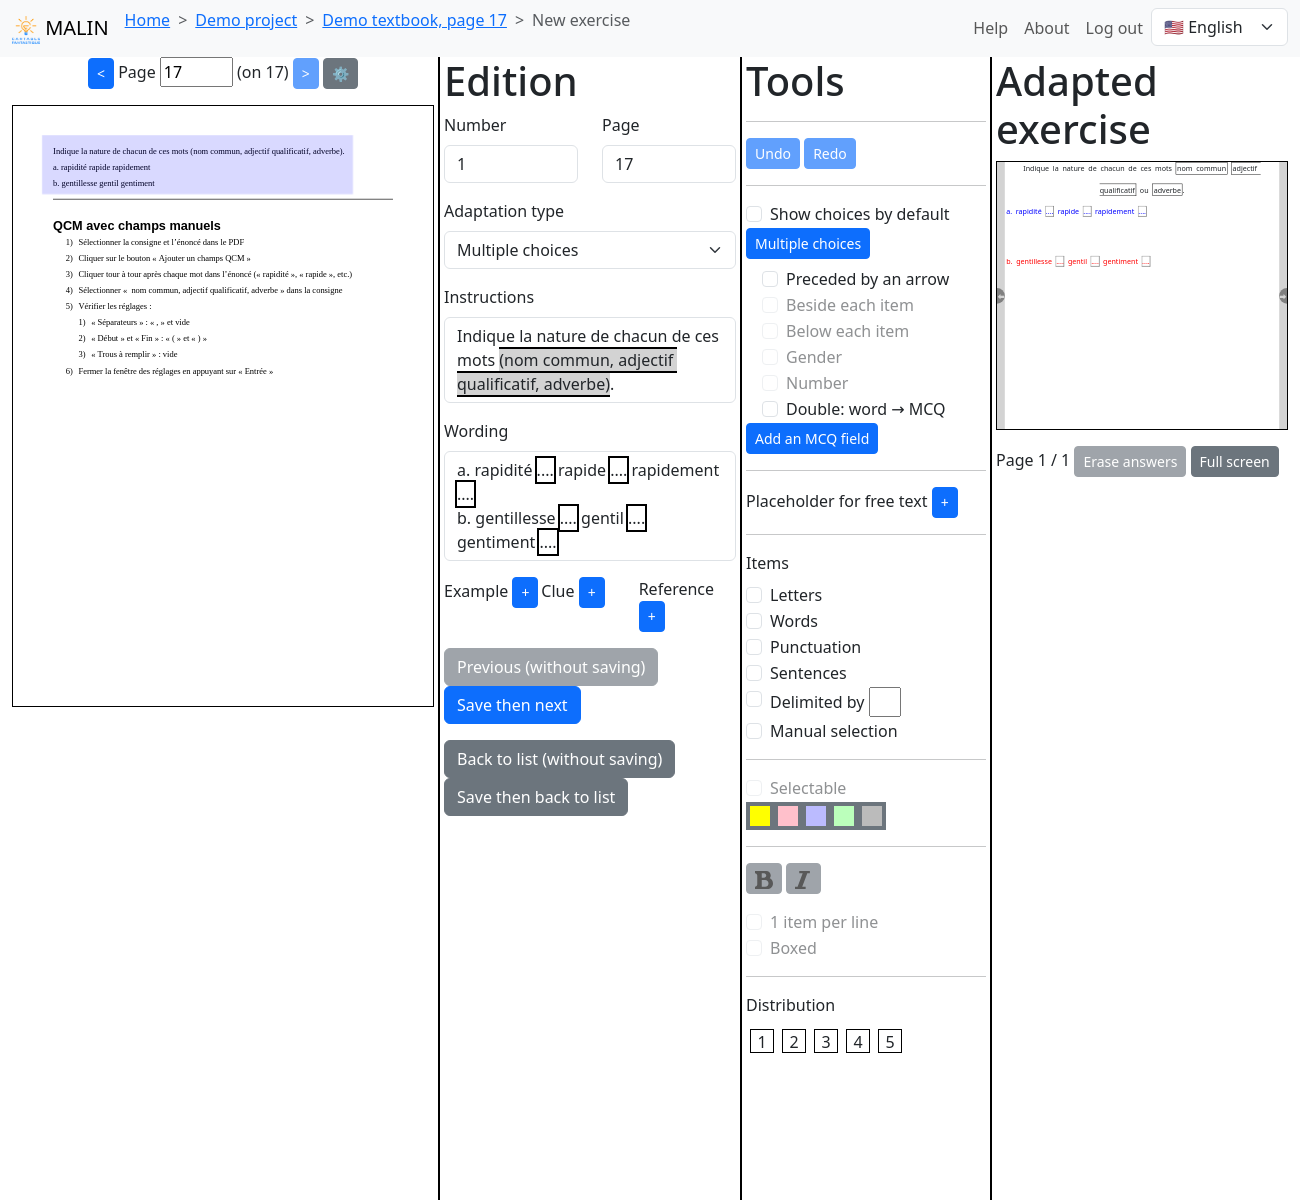 MALIN
Home > Demo project > Demo textbook, page 17 > New exercise
Help About Log out 🇺🇸 English
< Page 17 (on 17) > ⚙️
Indique la nature de chacun de ces mots (nom commun, adjectif qualificatif, adverbe).
a. rapidité rapide rapidement
b. gentillesse gentil gentiment
QCM avec champs manuels
1) Sélectionner la consigne et l'énoncé dans le PDF
2) Cliquer sur le bouton « Ajouter un champs QCM »
3) Cliquer tour à tour après chaque mot dans l'énoncé (« rapidité », « rapide », etc.)
4) Sélectionner «  nom commun, adjectif qualificatif, adverbe » dans la consigne
5) Vérifier les réglages :
1) « Séparateurs » : « , » et vide
2) « Début » et « Fin » : « ( » et « ) »
3) « Trous à remplir » : vide
6) Fermer la fenêtre des réglages en appuyant sur « Entrée »
Edition
Number
Page
1
17
Adaptation type
Multiple choices
Instructions
Indique la nature de chacun de ces
mots (nom commun, adjectif
qualificatif, adverbe).
Wording
a. rapidité .... rapide .... rapidement
....
b. gentillesse .... gentil ....
gentiment ....
Example + Clue + Reference
+
Previous (without saving)
Save then next
Back to list (without saving)
Save then back to list
Tools
Undo Redo
Show choices by default
Multiple choices
Preceded by an arrow
Beside each item
Below each item
Gender
Number
Double: word → MCQ
Add an MCQ field
Placeholder for free text +
Items
Letters
Words
Punctuation
Sentences
Delimited by
Manual selection
Selectable
B I
1 item per line
Boxed
Distribution
1 2 3 4 5
Adapted
exercise
Indique la nature de chacun de ces mots nom commun adjectif
qualificatif ou adverbe.
a. rapidité .... rapide .... rapidement ....
b. gentillesse .... gentil .... gentiment ....
Page 1 / 1 Erase answers Full screen